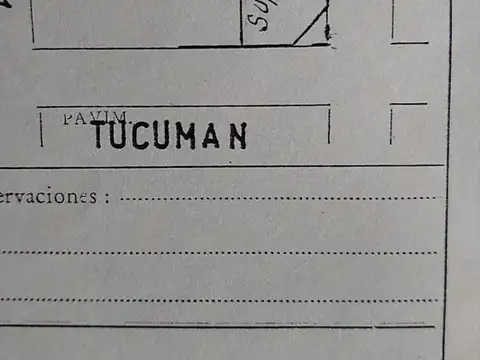 PAVIM.
TUCUMAN
ervaciones :